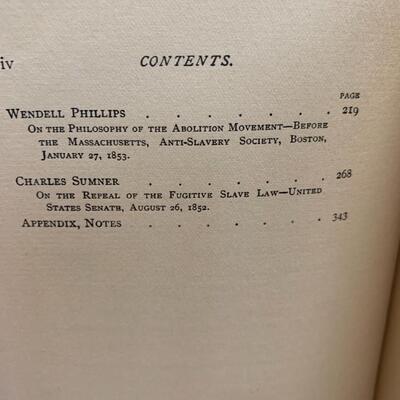 iv CONTENTS.
PAGE
WENDELL PHILLIPS . . . . . . . 219
ON THE PHILOSOPHY OF THE ABOLITION MOVEMENT—BEFORE
THE MASSACHUSETTS, ANTI-SLAVERY SOCIETY, BOSTON,
JANUARY 27, 1853.
CHARLES SUMNER . . . . . . 268
ON THE REPEAL OF THE FUGITIVE SLAVE LAW—UNITED
STATES SENATE, AUGUST 26, 1852.
APPENDIX, NOTES . . . . . . 343